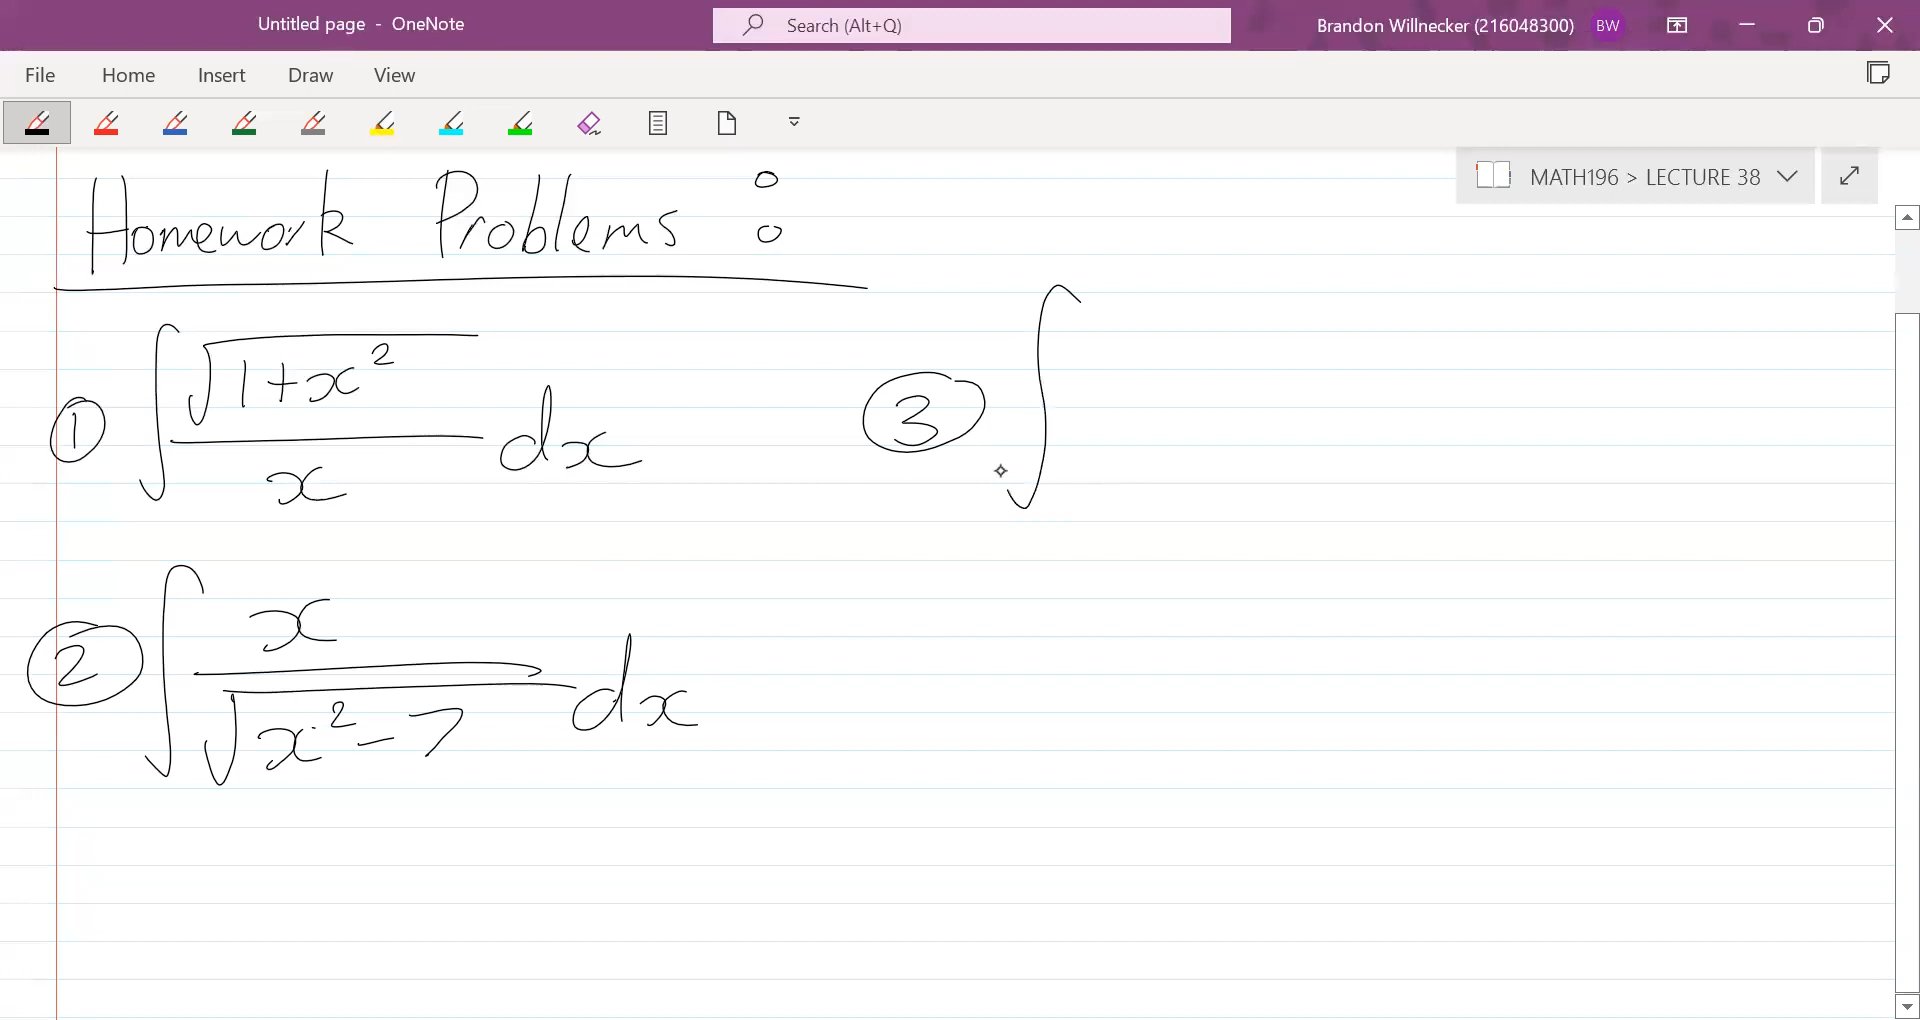 Untitled page - OneNote
Search (Alt+Q)
Brandon Willnecker (216048300) BW
File Home Insert Draw View
MATH196 > LECTURE 38
Homework Problems :
① ∫ √(1+x²) / x dx
③ ∫
② ∫ x / √(x²-7) dx